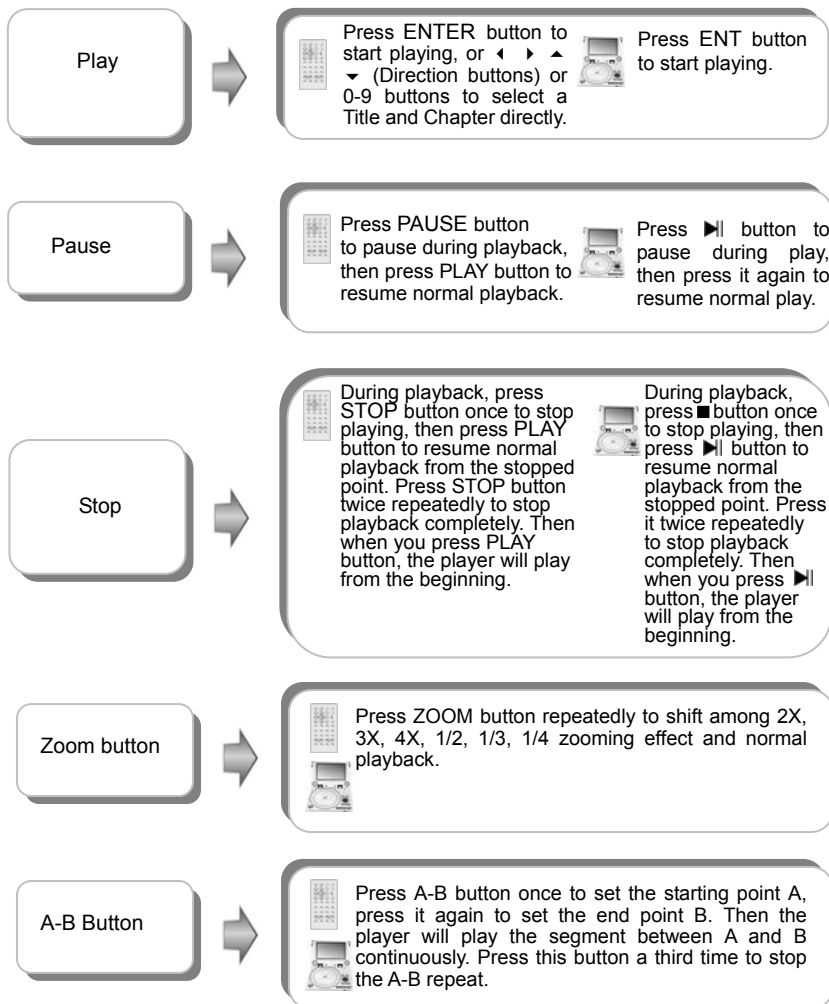 Play
Press ENTER button to
start playing, or ◀ ▶ ▲
▼ (Direction buttons) or
0-9 buttons to select a
Title and Chapter directly.
Press ENT button
to start playing.
Pause
Press PAUSE button
to pause during playback,
then press PLAY button to
resume normal playback.
Press ▶|| button to
pause during play,
then press it again to
resume normal play.
Stop
During playback, press
STOP button once to stop
playing, then press PLAY
button to resume normal
playback from the stopped
point. Press STOP button
twice repeatedly to stop
playback completely. Then
when you press PLAY
button, the player will play
from the beginning.
During playback,
press ■ button once
to stop playing, then
press ▶|| button to
resume normal
playback from the
stopped point. Press
it twice repeatedly
to stop playback
completely. Then
when you press ▶||
button, the player
will play from the
beginning.
Zoom button
Press ZOOM button repeatedly to shift among 2X,
3X, 4X, 1/2, 1/3, 1/4 zooming effect and normal
playback.
A-B Button
Press A-B button once to set the starting point A,
press it again to set the end point B. Then the
player will play the segment between A and B
continuously. Press this button a third time to stop
the A-B repeat.